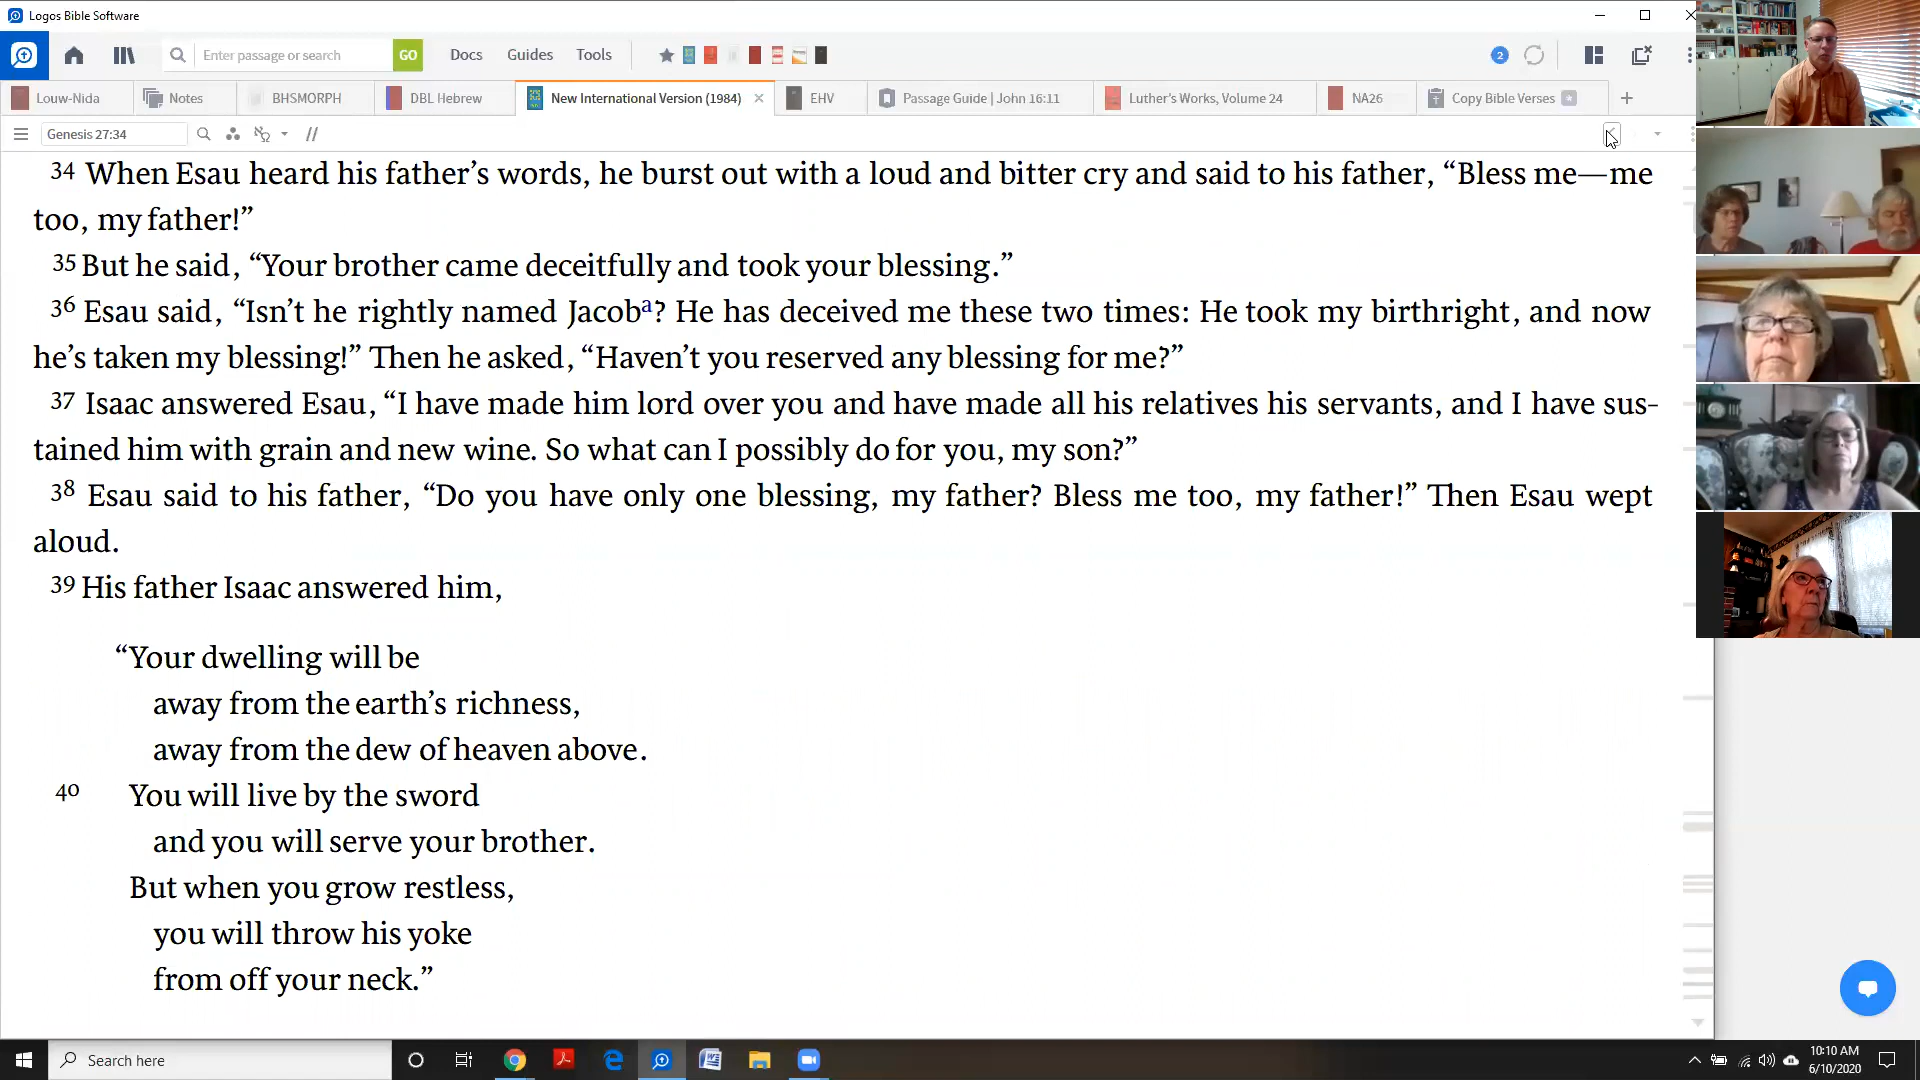 Logos Bible Software
Enter passage or search
GO
Docs
Guides
Tools
2
Louw-Nida
Notes
BHSMORPH
DBL Hebrew
New International Version (1984)
EHV
Passage Guide | John 16:11
Luther's Works, Volume 24
NA26
Copy Bible Verses
Genesis 27:34
34 When Esau heard his father’s words, he burst out with a loud and bitter cry and said to his father, “Bless me—me
too, my father!”
35 But he said, “Your brother came deceitfully and took your blessing.”
36 Esau said, “Isn’t he rightly named Jacobᵃ? He has deceived me these two times: He took my birthright, and now
he’s taken my blessing!” Then he asked, “Haven’t you reserved any blessing for me?”
37 Isaac answered Esau, “I have made him lord over you and have made all his relatives his servants, and I have sus-
tained him with grain and new wine. So what can I possibly do for you, my son?”
38 Esau said to his father, “Do you have only one blessing, my father? Bless me too, my father!” Then Esau wept
aloud.
39 His father Isaac answered him,
“Your dwelling will be
away from the earth’s richness,
away from the dew of heaven above.
40 You will live by the sword
and you will serve your brother.
But when you grow restless,
you will throw his yoke
from off your neck.”
Search here
10:10 AM
6/10/2020